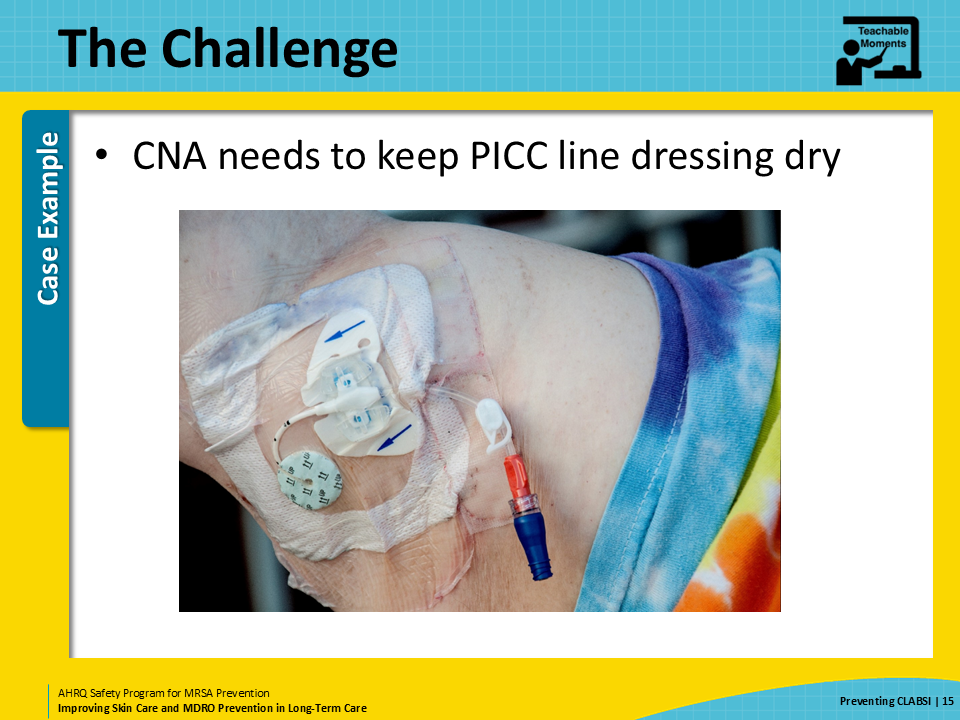 The Challenge
Teachable
Moments
Case Example
• CNA needs to keep PICC line dressing dry
AHRQ Safety Program for MRSA Prevention
Improving Skin Care and MDRO Prevention in Long-Term Care
Preventing CLABSI | 15